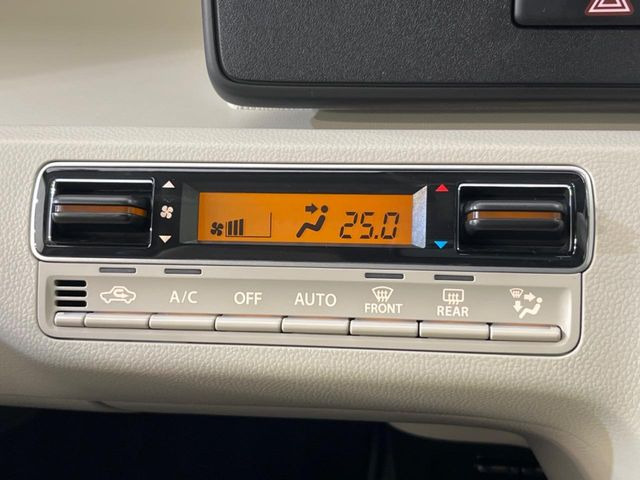 25.0
A/C OFF AUTO FRONT REAR